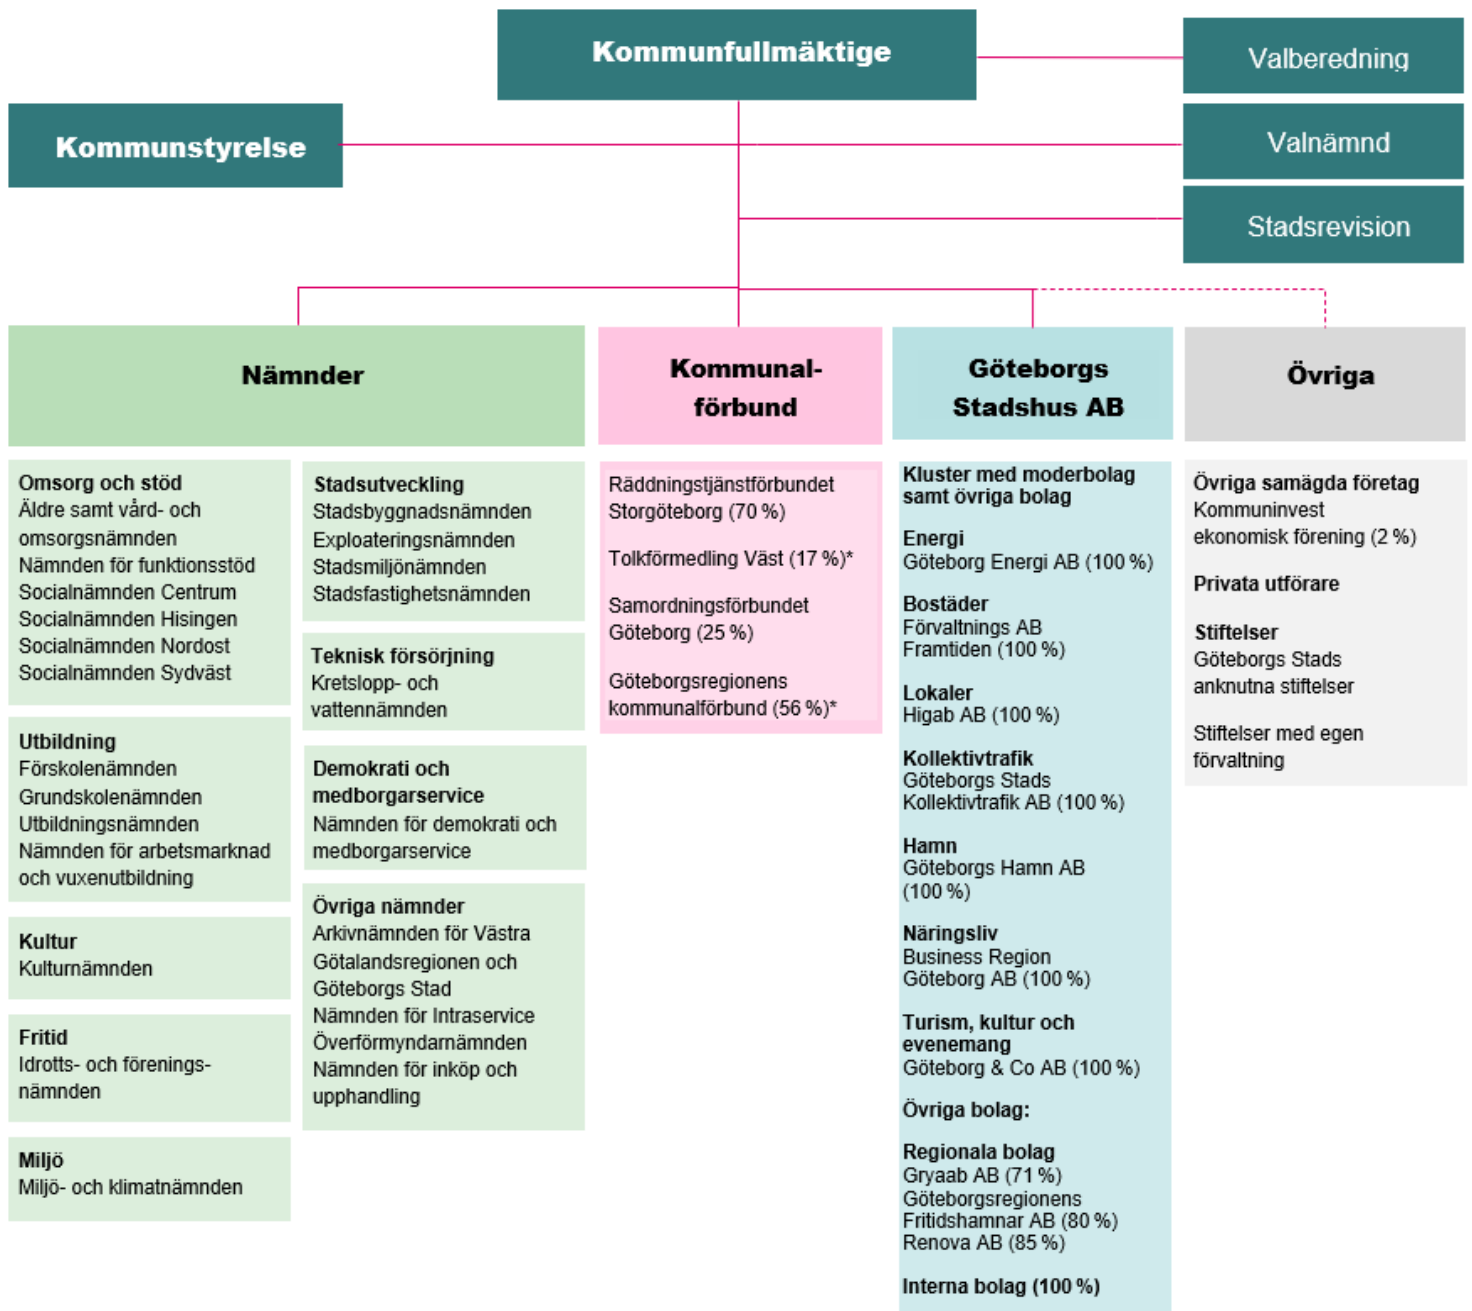 Kommunfullmäktige
Valberedning
Kommunstyrelse
Valnämnd
Stadsrevision
Nämnder
Omsorg och stöd
Äldre samt vård- och
omsorgsnämnden
Nämnden för funktionsstöd
Socialnämnden Centrum
Socialnämnden Hisingen
Socialnämnden Nordost
Socialnämnden Sydväst
Utbildning
Förskolenämnden
Grundskolenämnden
Utbildningsnämnden
Nämnden för arbetsmarknad
och vuxenutbildning
Kultur
Kulturnämnden
Fritid
Idrotts- och förenings-
nämnden
Miljö
Miljö- och klimatnämnden
Stadsutveckling
Stadsbyggnadsnämnden
Exploateringsnämnden
Stadsmiljönämnden
Stadsfastighetsnämnden
Teknisk försörjning
Kretslopp- och
vattennämnden
Demokrati och
medborgarservice
Nämnden för demokrati och
medborgarservice
Övriga nämnder
Arkivnämnden för Västra
Götalandsregionen och
Göteborgs Stad
Nämnden för Intraservice
Överförmyndarnämnden
Nämnden för inköp och
upphandling
Kommunal-
förbund
Räddningstjänstförbundet
Storgöteborg (70 %)
Tolkförmedling Väst (17 %)*
Samordningsförbundet
Göteborg (25 %)
Göteborgsregionens
kommunalförbund (56 %)*
Göteborgs
Stadshus AB
Kluster med moderbolag
samt övriga bolag
Energi
Göteborg Energi AB (100 %)
Bostäder
Förvaltnings AB
Framtiden (100 %)
Lokaler
Higab AB (100 %)
Kollektivtrafik
Göteborgs Stads
Kollektivtrafik AB (100 %)
Hamn
Göteborgs Hamn AB
(100 %)
Näringsliv
Business Region
Göteborg AB (100 %)
Turism, kultur och
evenemang
Göteborg & Co AB (100 %)
Övriga bolag:
Regionala bolag
Gryaab AB (71 %)
Göteborgsregionens
Fritidshamnar AB (80 %)
Renova AB (85 %)
Interna bolag (100 %)
Övriga
Övriga samägda företag
Kommuninvest
ekonomisk förening (2 %)
Privata utförare
Stiftelser
Göteborgs Stads
anknutna stiftelser
Stiftelser med egen
förvaltning